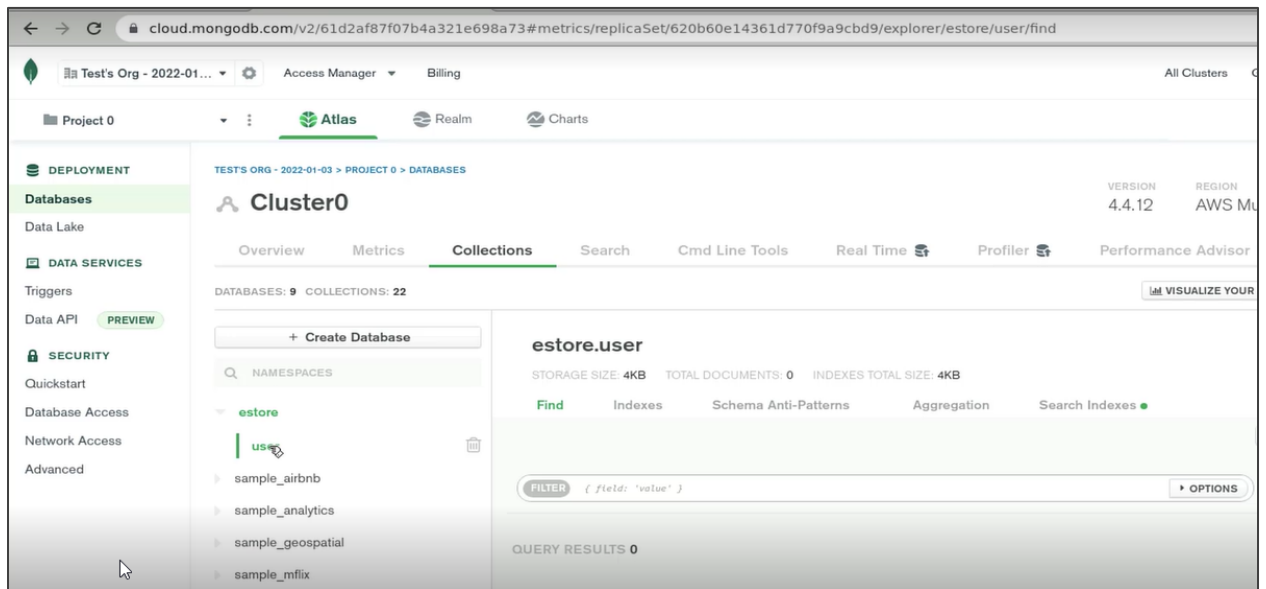 cloud.mongodb.com/v2/61d2af87f07b4a321e698a73#metrics/replicaSet/620b60e14361d770f9a9cbd9/explorer/estore/user/find
Test's Org - 2022-01... Access Manager Billing All Clusters
Project 0 Atlas Realm Charts
DEPLOYMENT
Databases
Data Lake
DATA SERVICES
Triggers
Data API PREVIEW
SECURITY
Quickstart
Database Access
Network Access
Advanced
TEST'S ORG - 2022-01-03 > PROJECT 0 > DATABASES
Cluster0
VERSION
4.4.12
REGION
AWS Mu
Overview Metrics Collections Search Cmd Line Tools Real Time Profiler Performance Advisor
DATABASES: 9 COLLECTIONS: 22
VISUALIZE YOUR
+ Create Database
NAMESPACES
estore
user
sample_airbnb
sample_analytics
sample_geospatial
sample_mflix
estore.user
STORAGE SIZE: 4KB TOTAL DOCUMENTS: 0 INDEXES TOTAL SIZE: 4KB
Find Indexes Schema Anti-Patterns Aggregation Search Indexes
FILTER { field: 'value' } OPTIONS
QUERY RESULTS 0